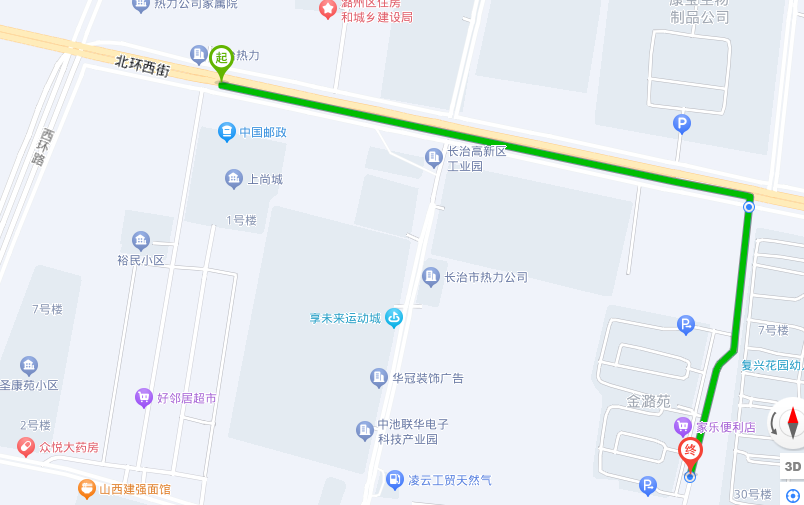 热力公司家属院
潞州区住房
和城乡建设局
康宝生物
制品公司
北环西街
起
热力
P
西环路
中国邮政
长治高新区
工业园
上尚城
1号楼
裕民小区
长治市热力公司
7号楼
享未来运动城
P
7号楼
复兴花园幼儿
圣康苑小区
华冠装饰广告
好邻居超市
金潞苑
2号楼
中池联华电子
科技产业园
家乐便利店
众悦大药房
终
3D
凌云工贸天然气
P
山西建强面馆
30号楼